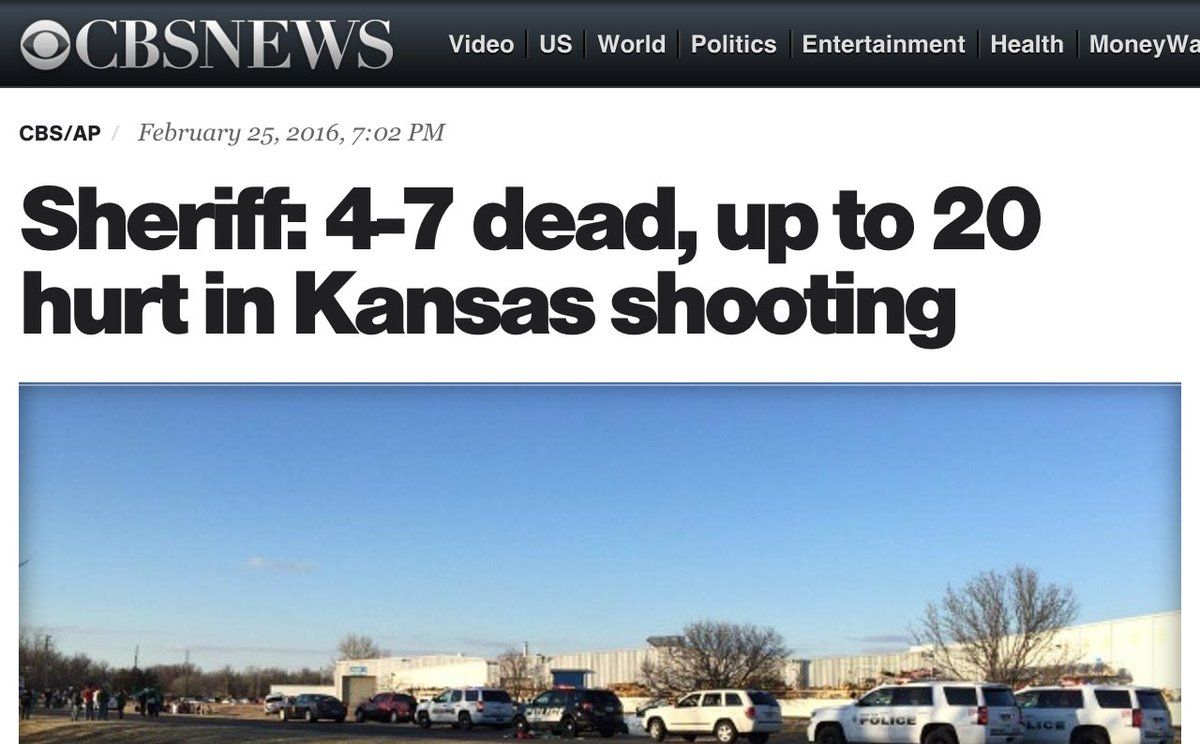 CBSNEWS
Video US World Politics Entertainment Health MoneyWa
CBS/AP / February 25, 2016, 7:02 PM
Sheriff: 4-7 dead, up to 20
hurt in Kansas shooting
POLICE